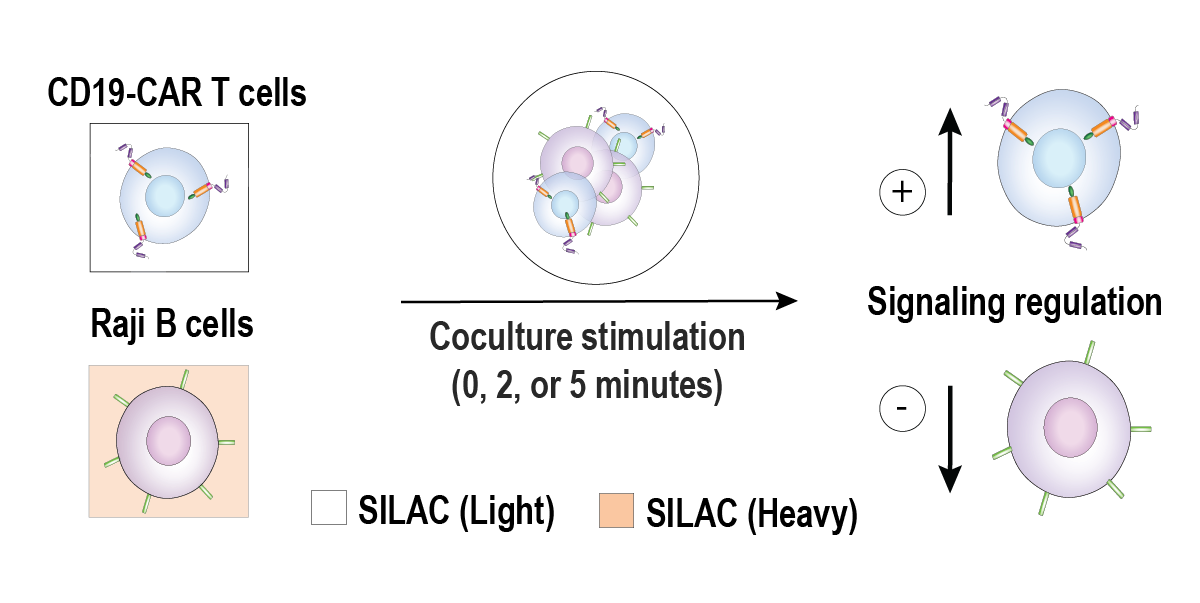 CD19-CAR T cells
Raji B cells
Coculture stimulation
(0, 2, or 5 minutes)
+
Signaling regulation
-
SILAC (Light)
SILAC (Heavy)